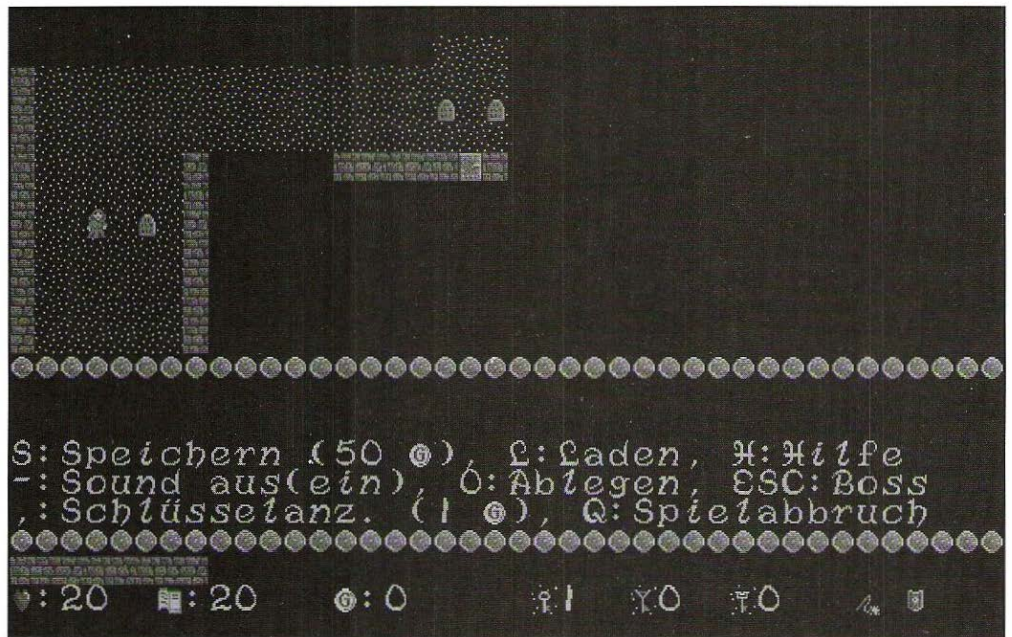 S:Speichern (50 G), L:Laden, H:Hilfe
-:Sound aus(ein), O:Ablegen, ESC:Boss
,:Schlüsselanz. (1 G), Q:Spielabbruch
:20 :20 G:0 1 0 0